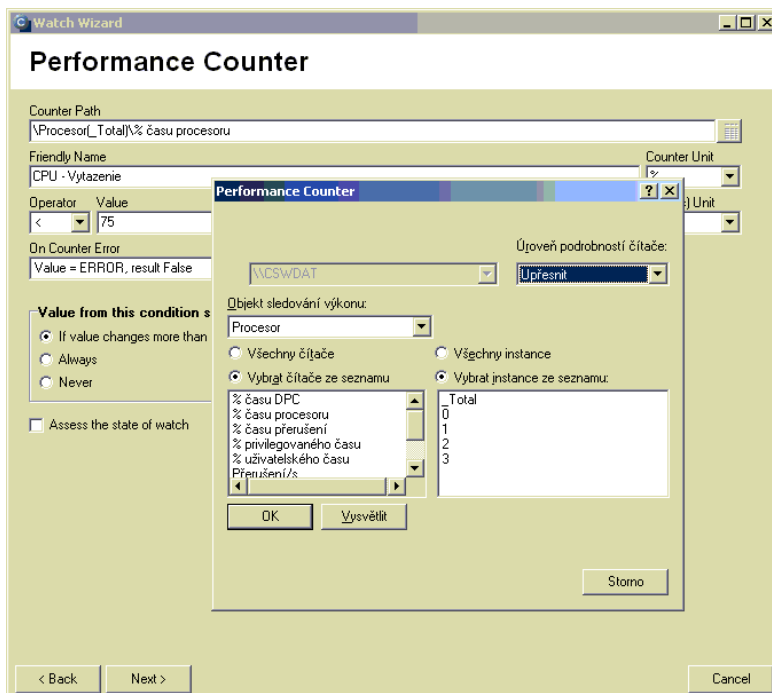 Watch Wizard
Performance Counter
Counter Path
\Procesor(_Total)\% času procesoru
Friendly Name
Counter Unit
CPU - Vytazenie
%
Operator
Value
) Unit
<
75
On Counter Error
Value = ERROR, result False
Value from this condition s
If value changes more than
Always
Never
Assess the state of watch
Performance Counter
Úroveň podrobností čítače:
\\CSWDAT
Upřesnit
Objekt sledování výkonu:
Procesor
Všechny čítače
Všechny instance
Vybrat čítače ze seznamu
Vybrat instance ze seznamu:
% času DPC
% času procesoru
% času přerušení
% privilegovaného času
% uživatelského času
Přerušení/s
_Total
0
1
2
3
OK
Vysvětlit
Storno
< Back
Next >
Cancel